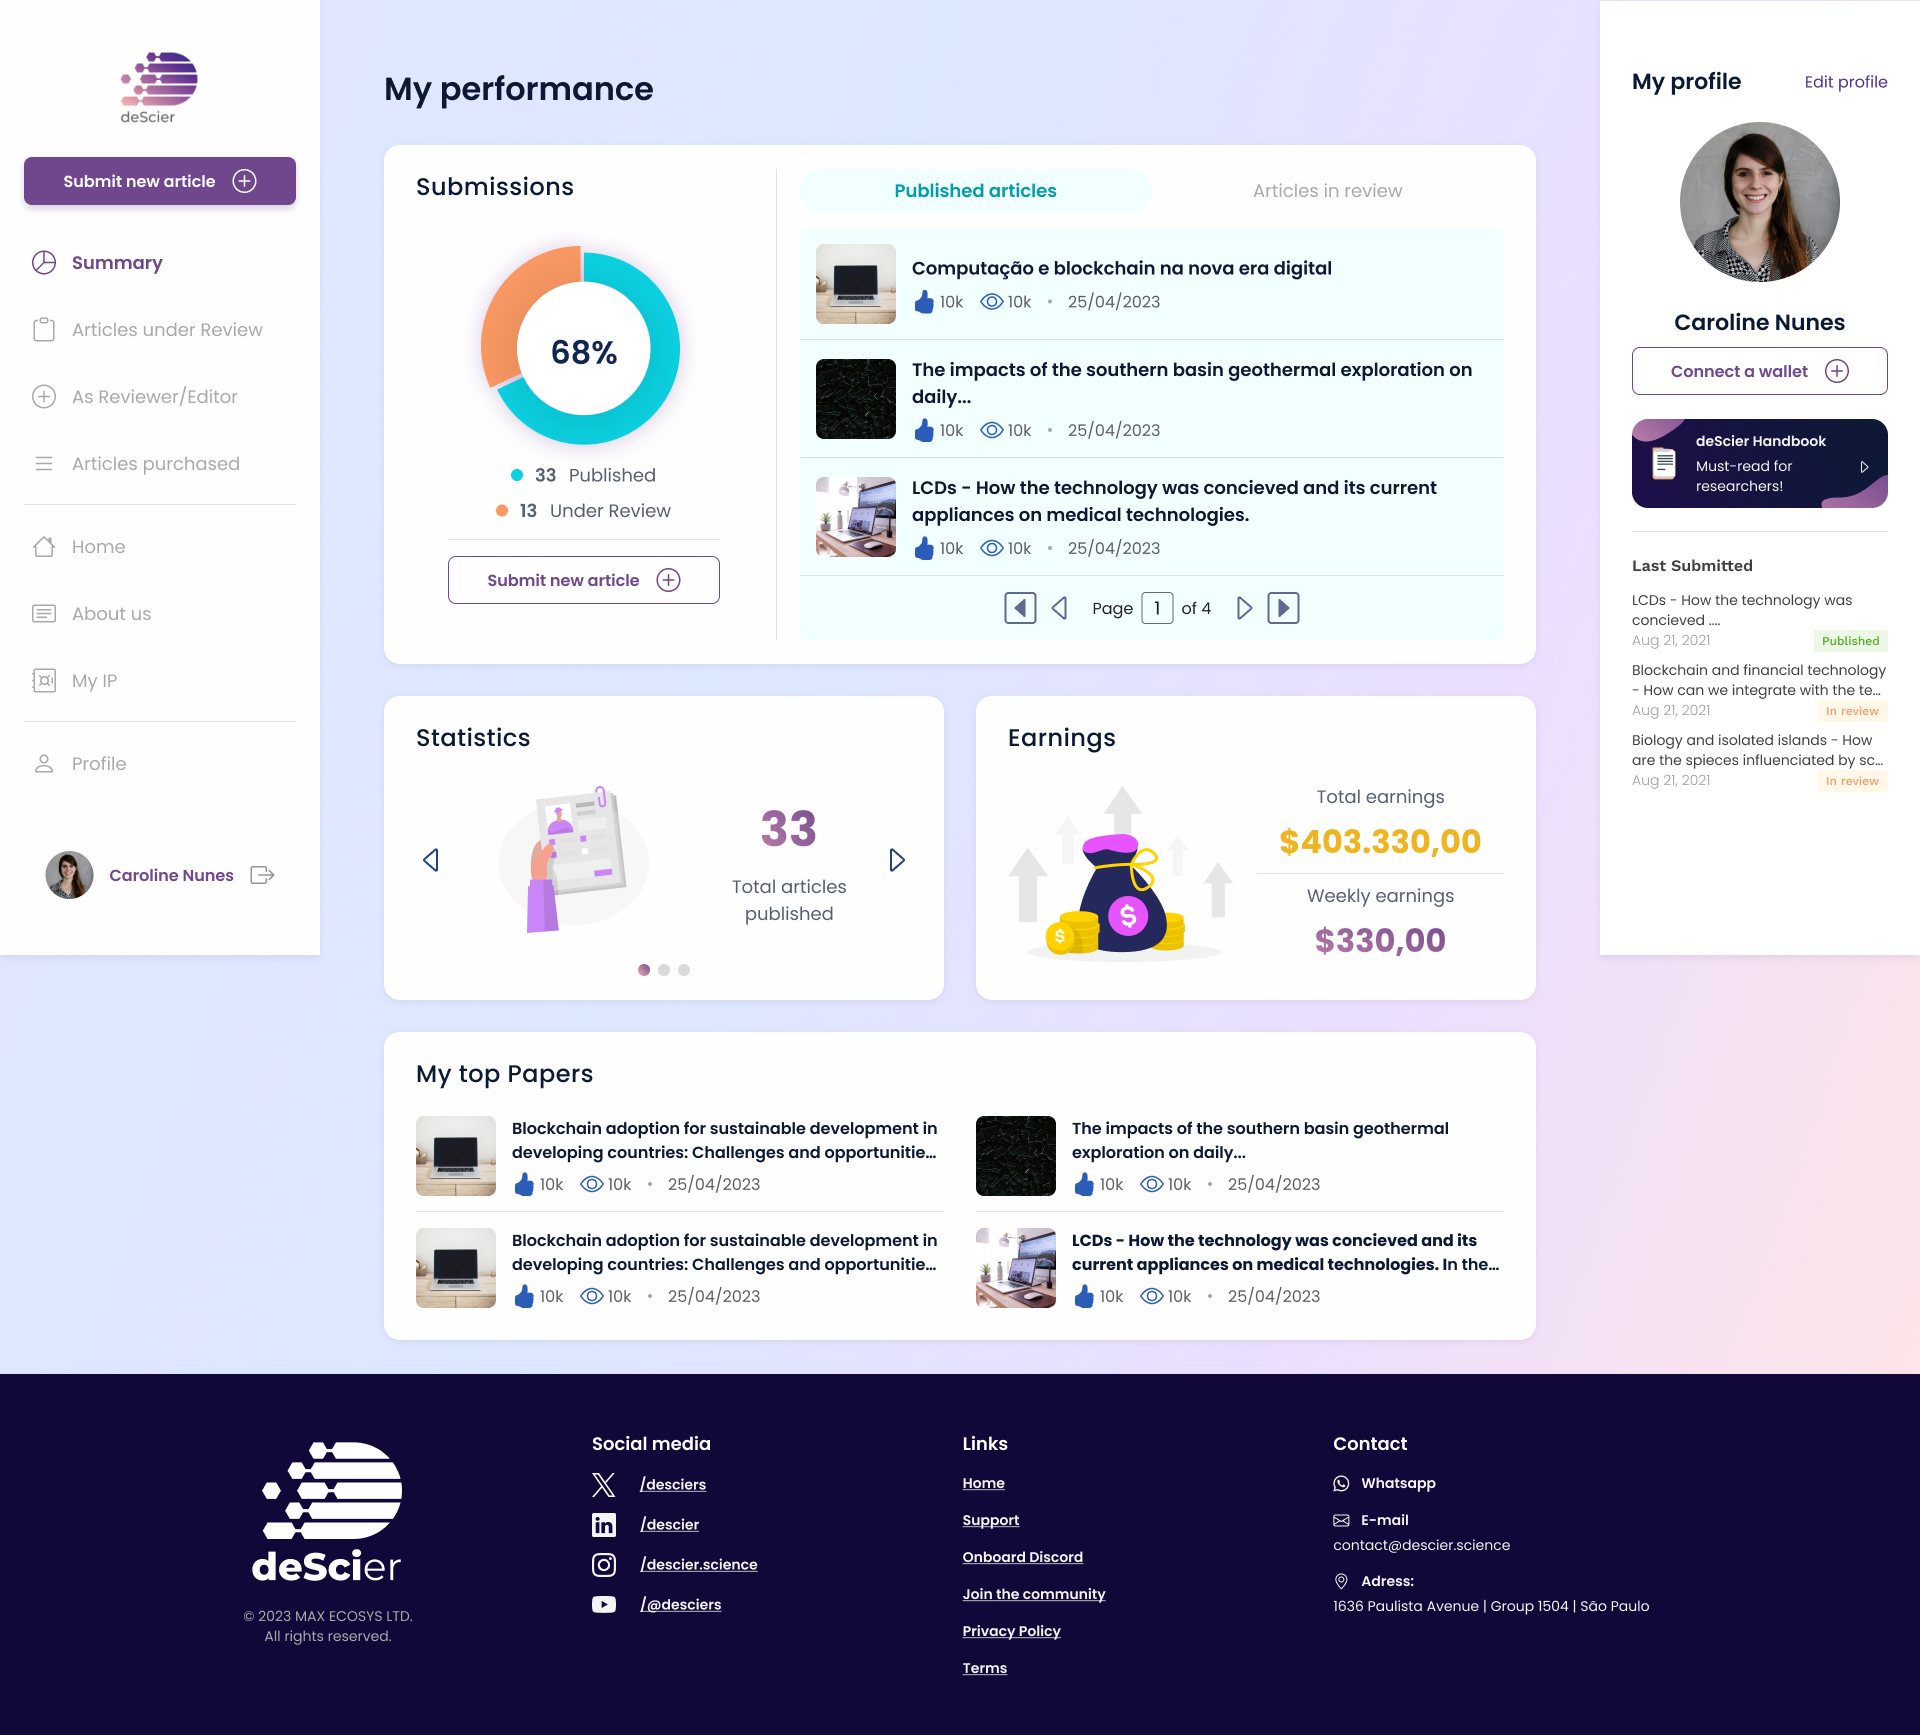 deScier
Submit new article
Summary
Articles under Review
As Reviewer/Editor
Articles purchased
Home
About us
My IP
Profile
Caroline Nunes
My performance
Submissions
68%
33 Published
13 Under Review
Submit new article
Published articles
Articles in review
Computação e blockchain na nova era digital
10k 10k • 25/04/2023
The impacts of the southern basin geothermal exploration on
daily...
10k 10k • 25/04/2023
LCDs - How the technology was concieved and its current
appliances on medical technologies.
10k 10k • 25/04/2023
Page 1 of 4
Statistics
33
Total articles
published
Earnings
$
$
Total earnings
$403.330,00
Weekly earnings
$330,00
My top Papers
Blockchain adoption for sustainable development in
developing countries: Challenges and opportunitie...
10k 10k • 25/04/2023
The impacts of the southern basin geothermal
exploration on daily...
10k 10k • 25/04/2023
Blockchain adoption for sustainable development in
developing countries: Challenges and opportunitie...
10k 10k • 25/04/2023
LCDs - How the technology was concieved and its
current appliances on medical technologies. In the...
10k 10k • 25/04/2023
My profile
Edit profile
Caroline Nunes
Connect a wallet
deScier Handbook
Must-read for
researchers!
Last Submitted
LCDs - How the technology was
concieved ....
Aug 21, 2021
Published
Blockchain and financial technology
- How can we integrate with the te...
Aug 21, 2021
In review
Biology and isolated islands - How
are the spieces influenciated by sc...
Aug 21, 2021
In review
deScier
© 2023 MAX ECOSYS LTD.
All rights reserved.
Social media
/desciers
/descier
/descier.science
/@desciers
Links
Home
Support
Onboard Discord
Join the community
Privacy Policy
Terms
Contact
Whatsapp
E-mail
contact@descier.science
Adress:
1636 Paulista Avenue | Group 1504 | São Paulo